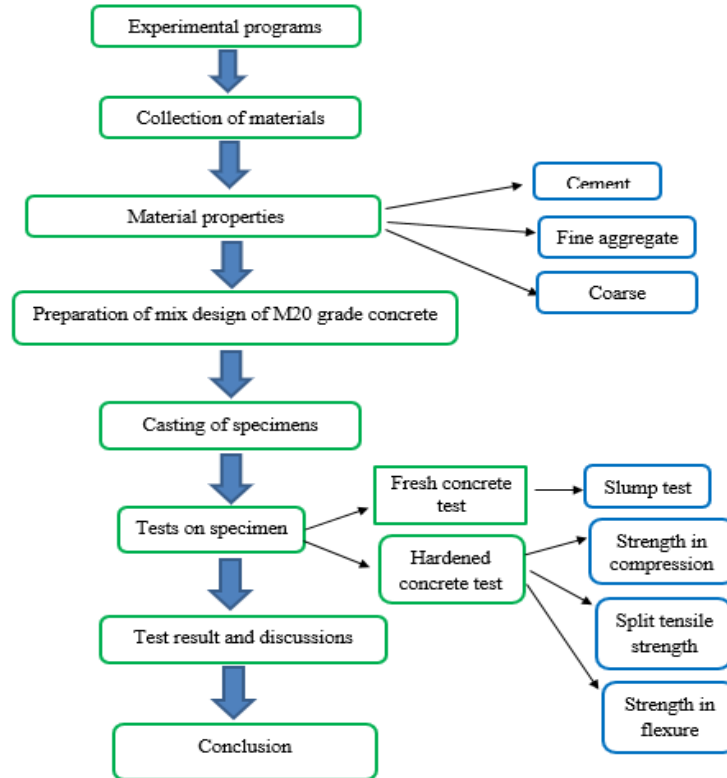 Experimental programs
Collection of materials
Material properties
Cement
Fine aggregate
Coarse
Preparation of mix design of M20 grade concrete
Casting of specimens
Tests on specimen
Fresh concrete
test
Slump test
Hardened
concrete test
Strength in
compression
Split tensile
strength
Strength in
flexure
Test result and discussions
Conclusion